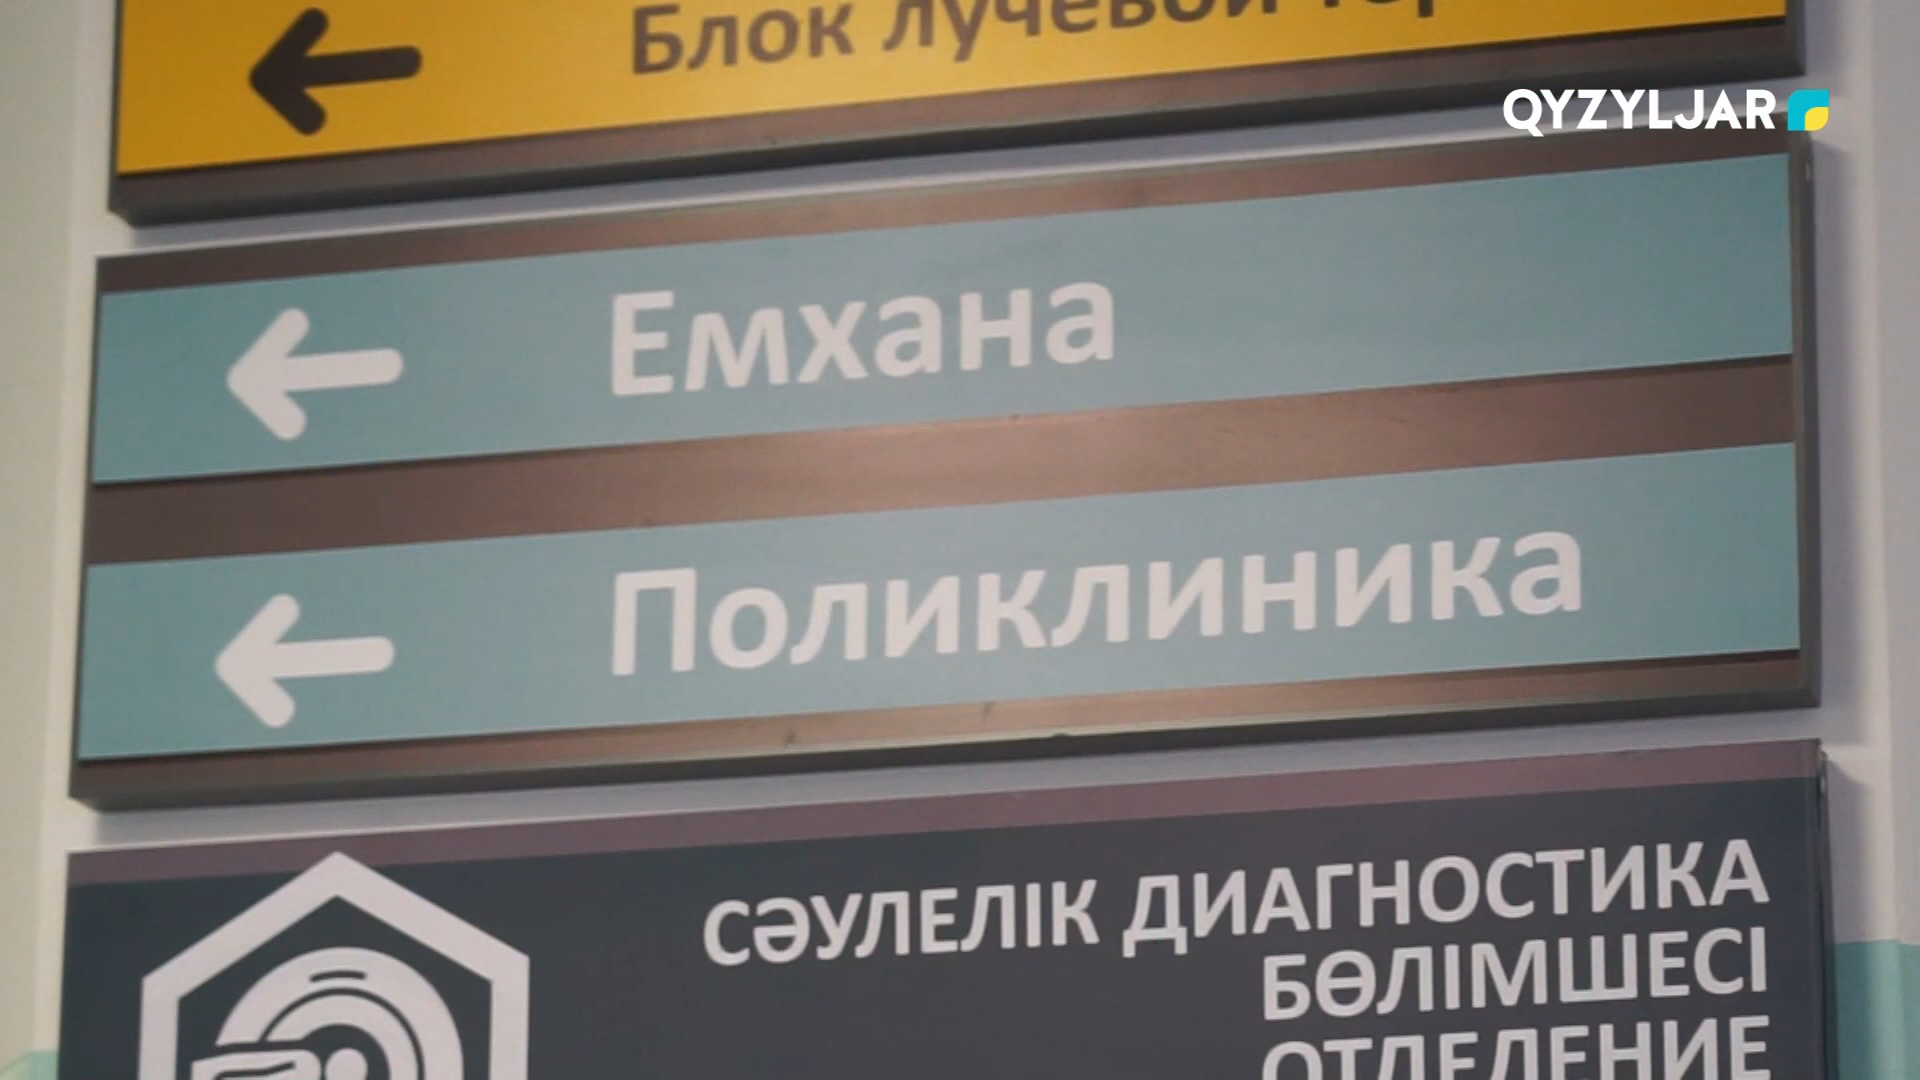 Блок лучевой
QYZYLJAR
Емхана
Поликлиника
СӘУЛЕЛІК ДИАГНОСТИКА
БӨЛІМШЕСІ
ОТДЕЛЕНИЕ